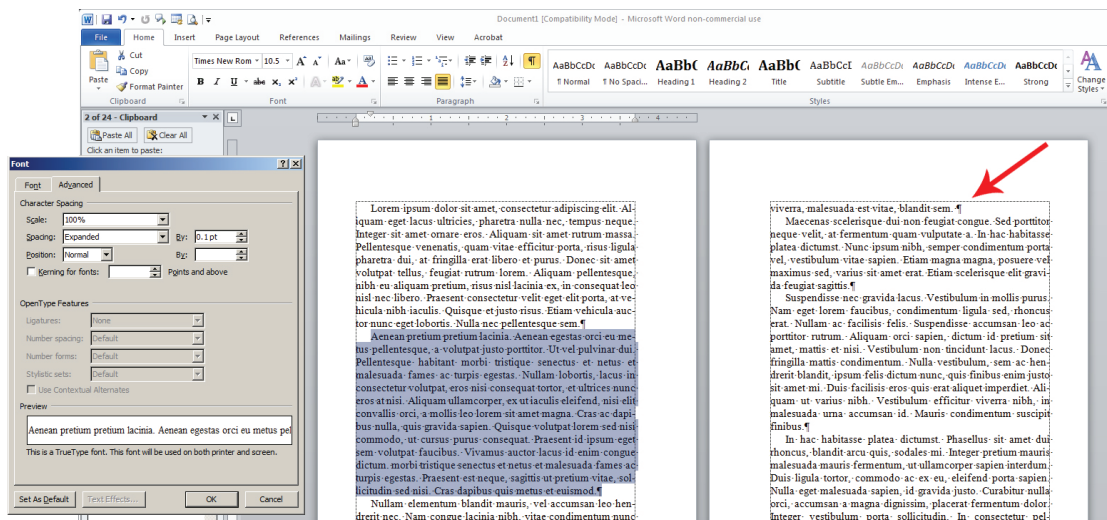 Document1 [Compatibility Mode] - Microsoft Word non-commercial use
File Home Insert Page Layout References Mailings Review View Acrobat
Paste
Cut
Copy
Format Painter
Clipboard
Times New Rom 10.5
Font
Paragraph
AaBbCcDc AaBbCcDc AaBb( AaBbC AaBb( AaBbCcI AaBbCcDc AaBbCcDc AaBbCcDc AaBbCcDc
¶ Normal ¶ No Spaci... Heading 1 Heading 2 Title Subtitle Subtle Em... Emphasis Intense E... Strong
Change
Styles
Styles
2 of 24 - Clipboard
Paste All Clear All
Click an item to paste:
Font
Font Advanced
Character Spacing
Scale: 100%
Spacing: Expanded By: 0.1 pt
Position: Normal By:
Kerning for fonts: Points and above
OpenType Features
Ligatures: None
Number spacing: Default
Number forms: Default
Stylistic sets: Default
Use Contextual Alternates
Preview
Aenean pretium pretium lacinia. Aenean egestas orci eu metus pel
This is a TrueType font. This font will be used on both printer and screen.
Set As Default Text Effects... OK Cancel
Lorem ipsum dolor sit amet, consectetur adipiscing elit. Al-
iquam eget lacus ultricies, pharetra nulla nec, tempus neque.
Integer sit amet ornare eros. Aliquam sit amet rutrum massa.
Pellentesque venenatis, quam vitae efficitur porta, risus ligula
pharetra dui, at fringilla erat libero et purus. Donec sit amet
volutpat tellus, feugiat rutrum lorem. Aliquam pellentesque,
nibh eu aliquam pretium, risus nisl lacinia ex, in consequat leo
nisl nec libero. Praesent consectetur velit eget elit porta, at ve-
hicula nibh iaculis. Quisque et justo risus. Etiam vehicula auc-
tor nunc eget lobortis. Nulla nec pellentesque sem.¶
Aenean pretium pretium lacinia. Aenean egestas orci eu me-
tus pellentesque, a volutpat justo porttitor. Ut vel pulvinar dui.
Pellentesque habitant morbi tristique senectus et netus et
malesuada fames ac turpis egestas. Nullam lobortis, lacus in
consectetur volutpat, eros nisi consequat tortor, et ultrices nunc
eros at nisi. Aliquam ullamcorper, ex ut iaculis eleifend, nisi elit
convallis orci, a mollis leo lorem sit amet magna. Cras ac dapi-
bus nulla, quis gravida sapien. Quisque volutpat lorem sed nisi
commodo, ut cursus purus consequat. Praesent id ipsum eget
sem volutpat faucibus. Vivamus auctor lacus id enim congue
dictum. morbi tristique senectus et netus et malesuada fames ac
turpis egestas. Praesent est neque, sagittis ut pretium vitae, sol-
licitudin sed nisi. Cras dapibus quis metus et euismod.¶
Nullam elementum blandit mauris, vel accumsan leo hen-
drerit nec. Nam congue lacinia nibh, vitae condimentum nunc
viverra, malesuada est vitae, blandit sem. ¶
Maecenas scelerisque dui non feugiat congue. Sed porttitor
neque velit, at fermentum quam vulputate a. In hac habitasse
platea dictumst. Nunc ipsum nibh, semper condimentum porta
vel, vestibulum vitae sapien. Etiam magna magna, posuere vel
maximus sed, varius sit amet erat. Etiam scelerisque elit gravi-
da feugiat sagittis.¶
Suspendisse nec gravida lacus. Vestibulum in mollis purus.
Nam eget lorem faucibus, condimentum ligula sed, rhoncus
erat. Nullam ac facilisis felis. Suspendisse accumsan leo ac
porttitor rutrum. Aliquam orci sapien, dictum id pretium sit
amet, mattis et nisi. Vestibulum non tincidunt lacus. Donec
fringilla mattis condimentum. Nulla vestibulum, sem ac hen-
drerit blandit, ipsum felis dictum nunc, quis finibus enim justo
sit amet mi. Duis facilisis eros quis erat aliquet imperdiet. Ali-
quam ut varius nibh. Vestibulum efficitur viverra nibh, in
malesuada urna accumsan id. Mauris condimentum suscipit
finibus.¶
In hac habitasse platea dictumst. Phasellus sit amet dui
rhoncus, blandit arcu quis, sodales mi. Integer pretium mauris
malesuada mauris fermentum, ut ullamcorper sapien interdum.
Duis ligula tortor, commodo ac ex eu, eleifend porta sapien.
Nulla eget malesuada sapien, id gravida justo. Curabitur nulla
orci, accumsan a magna dignissim, placerat fermentum dolor.
Integer vestibulum porta sollicitudin. In consectetur pel-